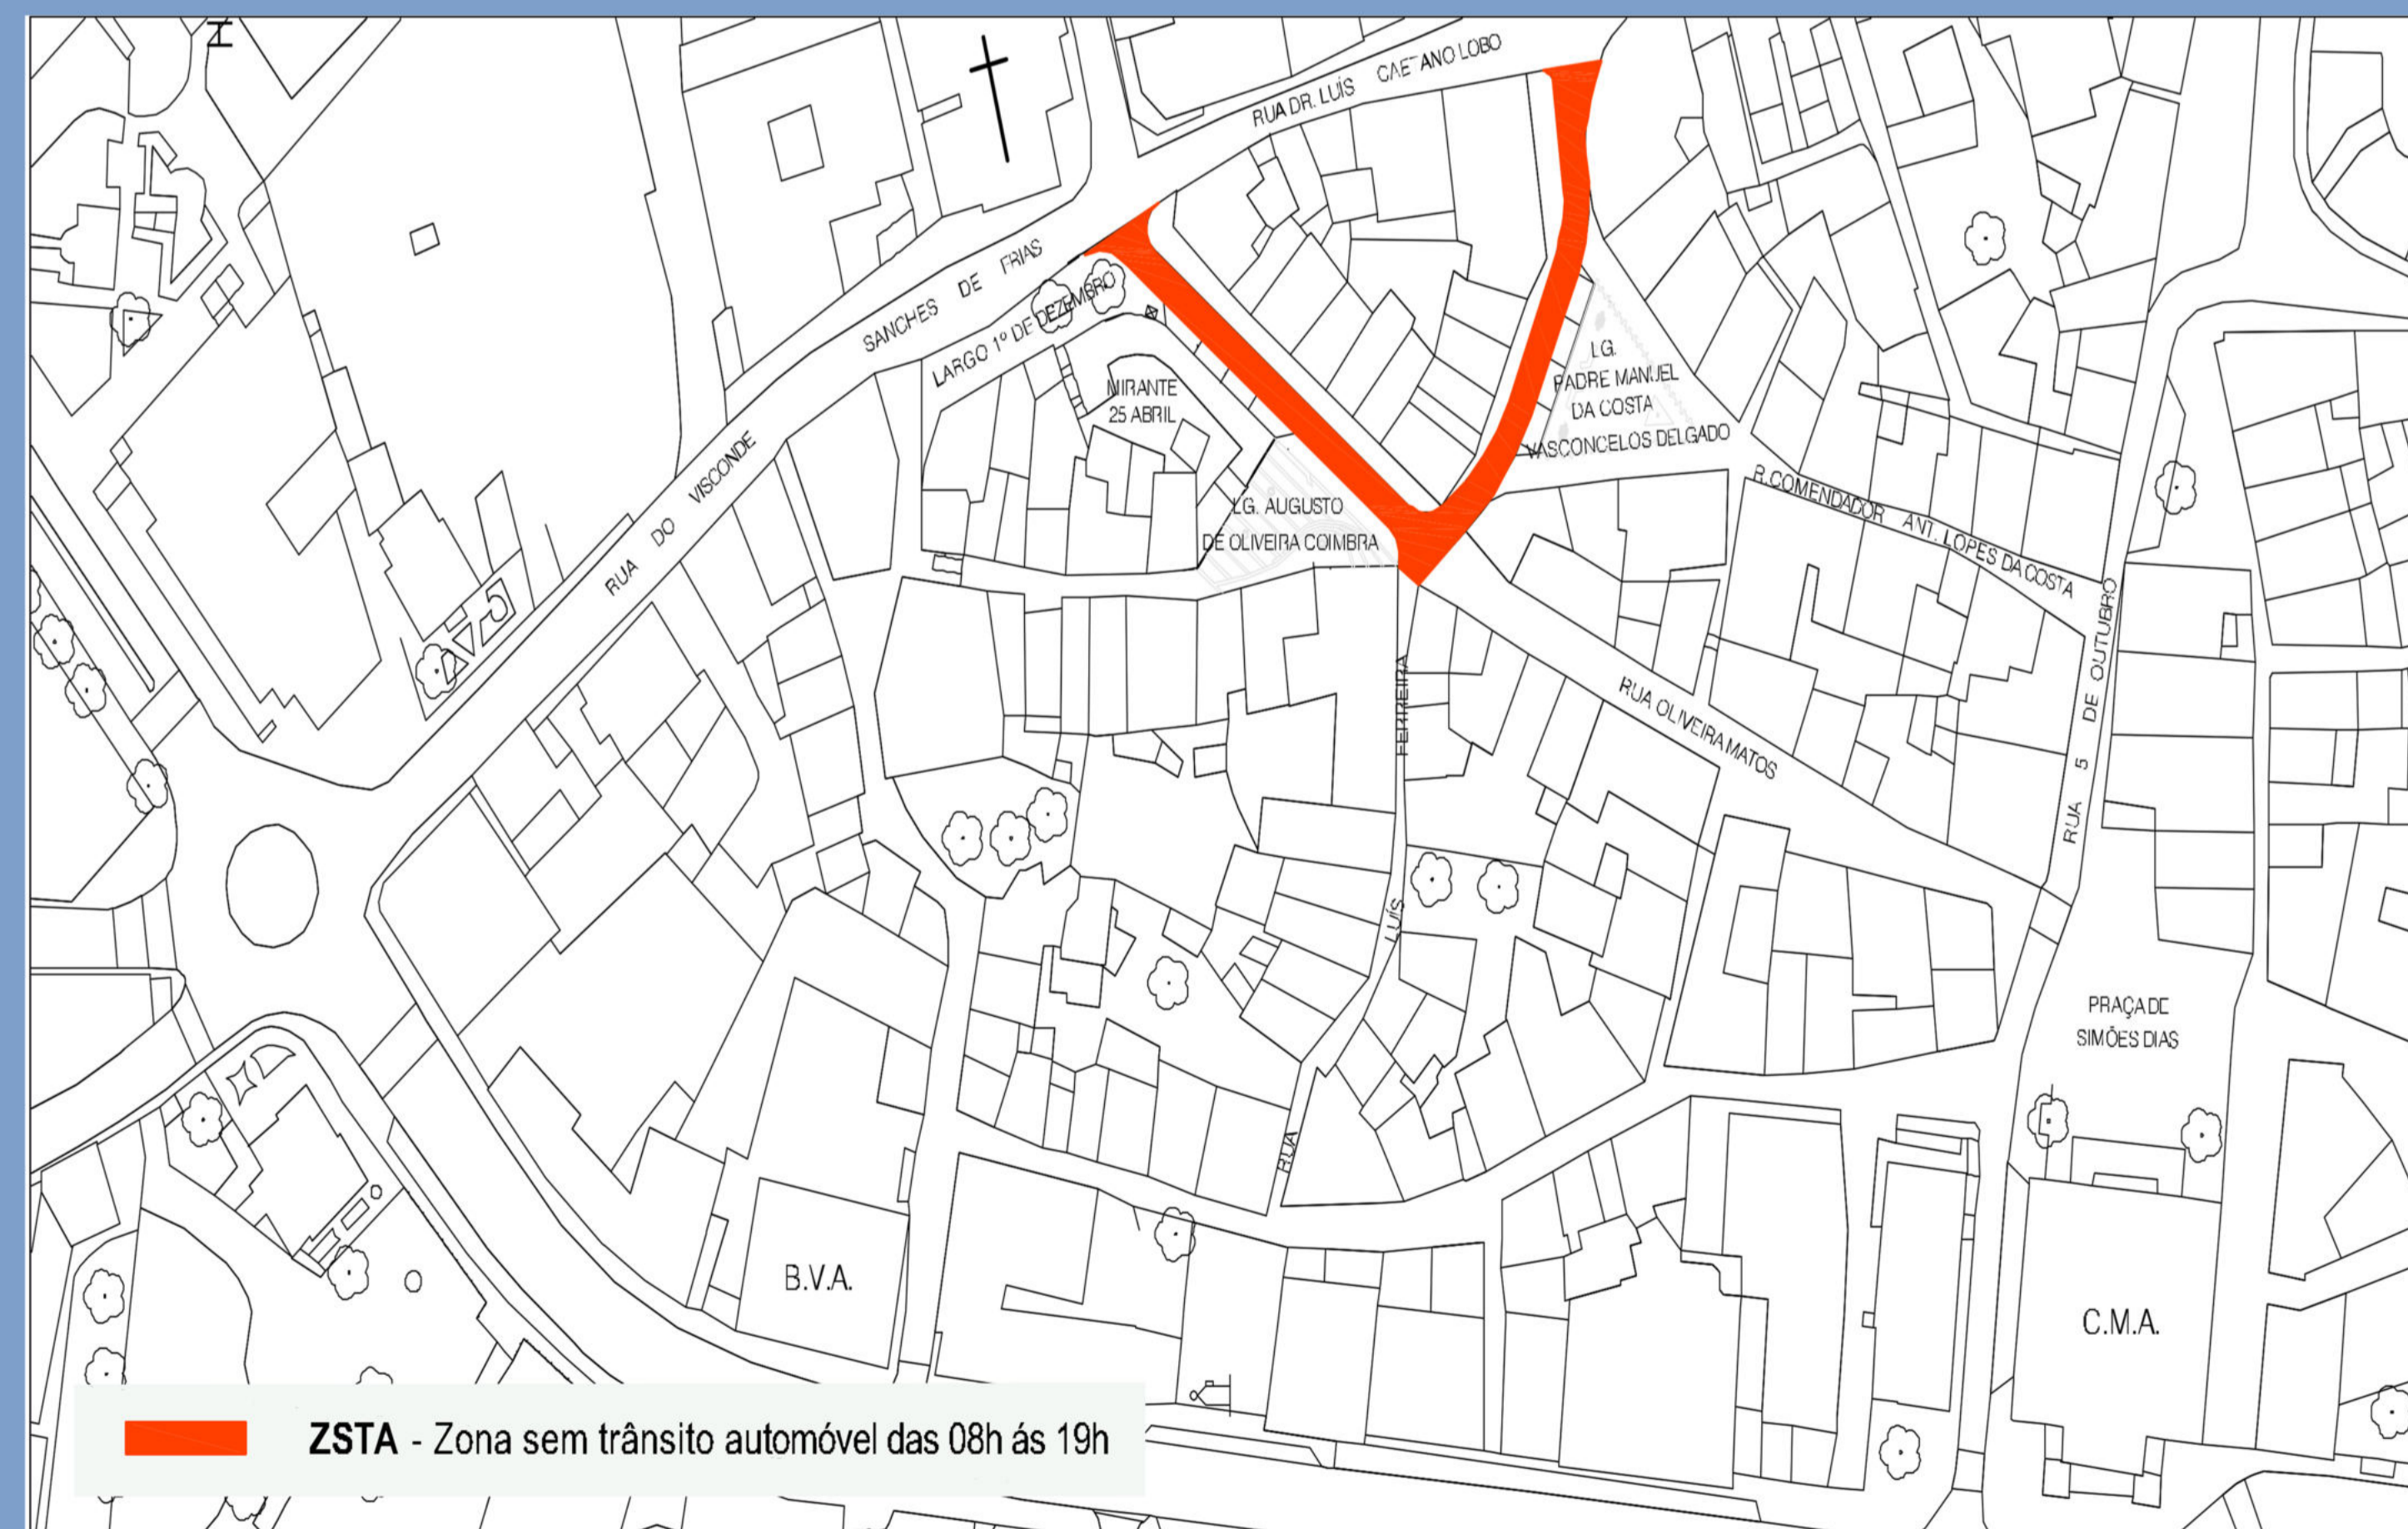 H
RUA DR. LUÍS CAETANO LOBO
RUA DO VISCONDE SANCHES DE FRIAS
LARGO 1º DE DEZEMBRO
MIRANTE
25 ABRIL
LG.
PADRE MANUEL
DA COSTA
VASCONCELOS DELGADO
LG. AUGUSTO
DE OLIVEIRA COIMBRA
R. COMENDADOR ANT. LOPES DA COSTA
RUA 5 DE OUTUBRO
RUA OLIVEIRA MATOS
RUA LUÍS FERREIRA
PRAÇA DE
SIMÕES DIAS
B.V.A.
C.M.A.
ZSTA - Zona sem trânsito automóvel das 08h ás 19h